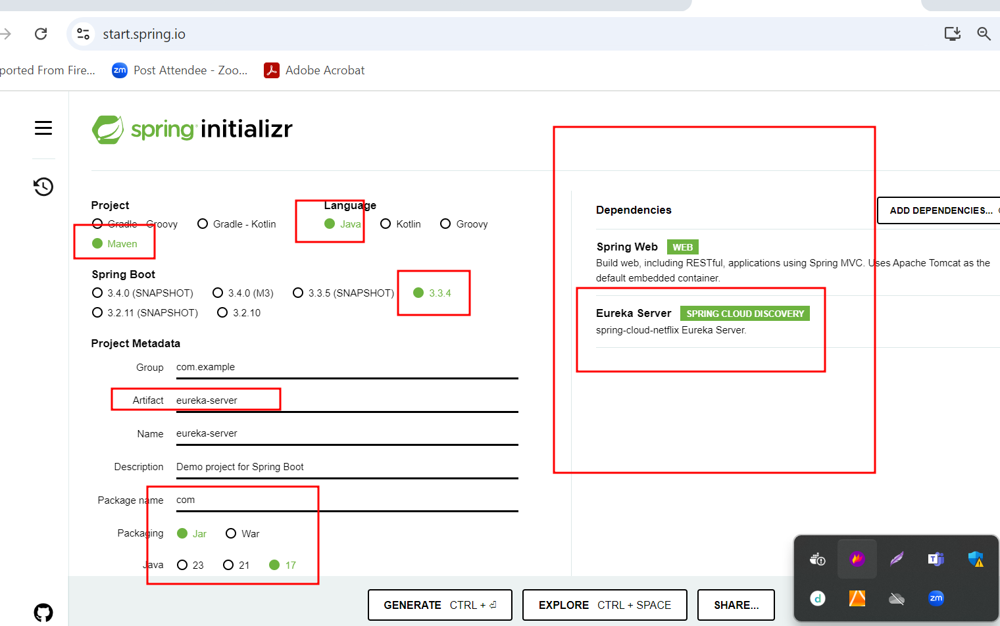 start.spring.io
ported From Fire...
zm
Post Attendee - Zoo...
Adobe Acrobat
spring initializr
Project
Language
Gradle - Groovy
Gradle - Kotlin
Java
Kotlin
Groovy
Maven
Spring Boot
3.4.0 (SNAPSHOT)
3.4.0 (M3)
3.3.5 (SNAPSHOT)
3.3.4
3.2.11 (SNAPSHOT)
3.2.10
Project Metadata
Group com.example
Artifact eureka-server
Name eureka-server
Description Demo project for Spring Boot
Package name com
Packaging Jar War
Java 23 21 17
Dependencies
ADD DEPENDENCIES...
Spring Web WEB
Build web, including RESTful, applications using Spring MVC. Uses Apache Tomcat as the
default embedded container.
Eureka Server SPRING CLOUD DISCOVERY
spring-cloud-netflix Eureka Server.
GENERATE CTRL + ⏎
EXPLORE CTRL + SPACE
SHARE...
T
d
zm